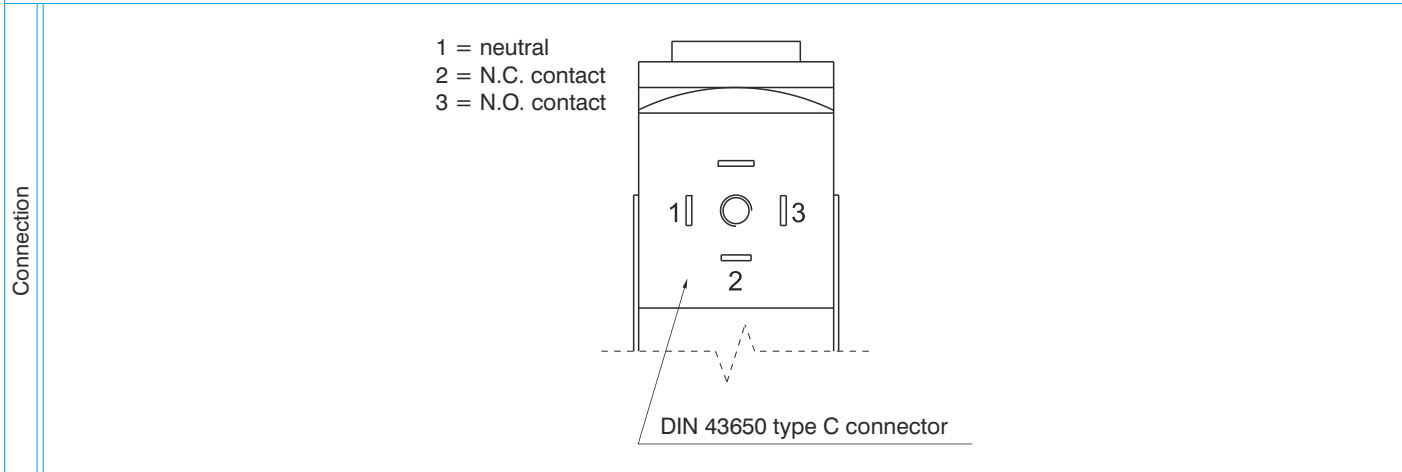 1 = neutral
2 = N.C. contact
3 = N.O. contact
Connection
1
3
2
DIN 43650 type C connector